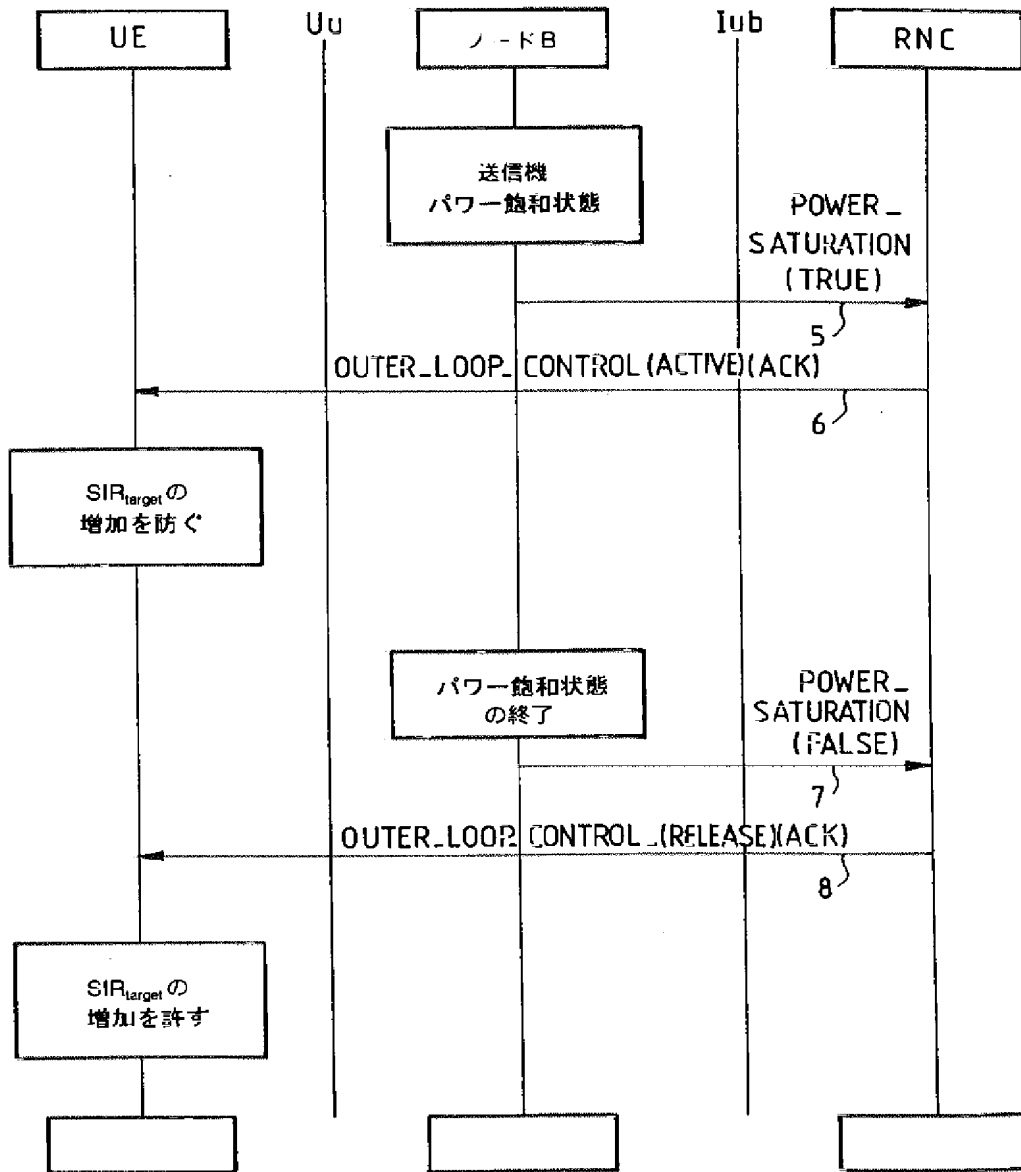 UE
Uu
ノードB
Iub
RNC
送信機
パワー飽和状態
POWER_
SATURATION
(TRUE)
5
OUTER_LOOP_CONTROL(ACTIVE)(ACK)
6
SIRtargetの
増加を防ぐ
パワー飽和状態
の終了
POWER_
SATURATION
(FALSE)
7
OUTER_LOOP_CONTROL_(RELEASE)(ACK)
8
SIRtargetの
増加を許す